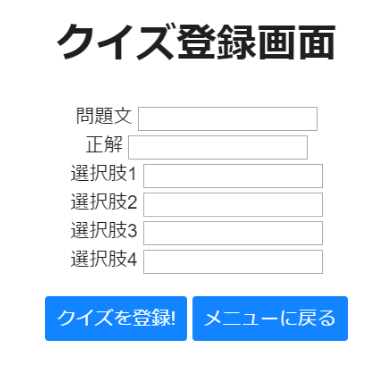 クイズ登録画面
問題文
正解
選択肢1
選択肢2
選択肢3
選択肢4
クイズを登録! メニューに戻る